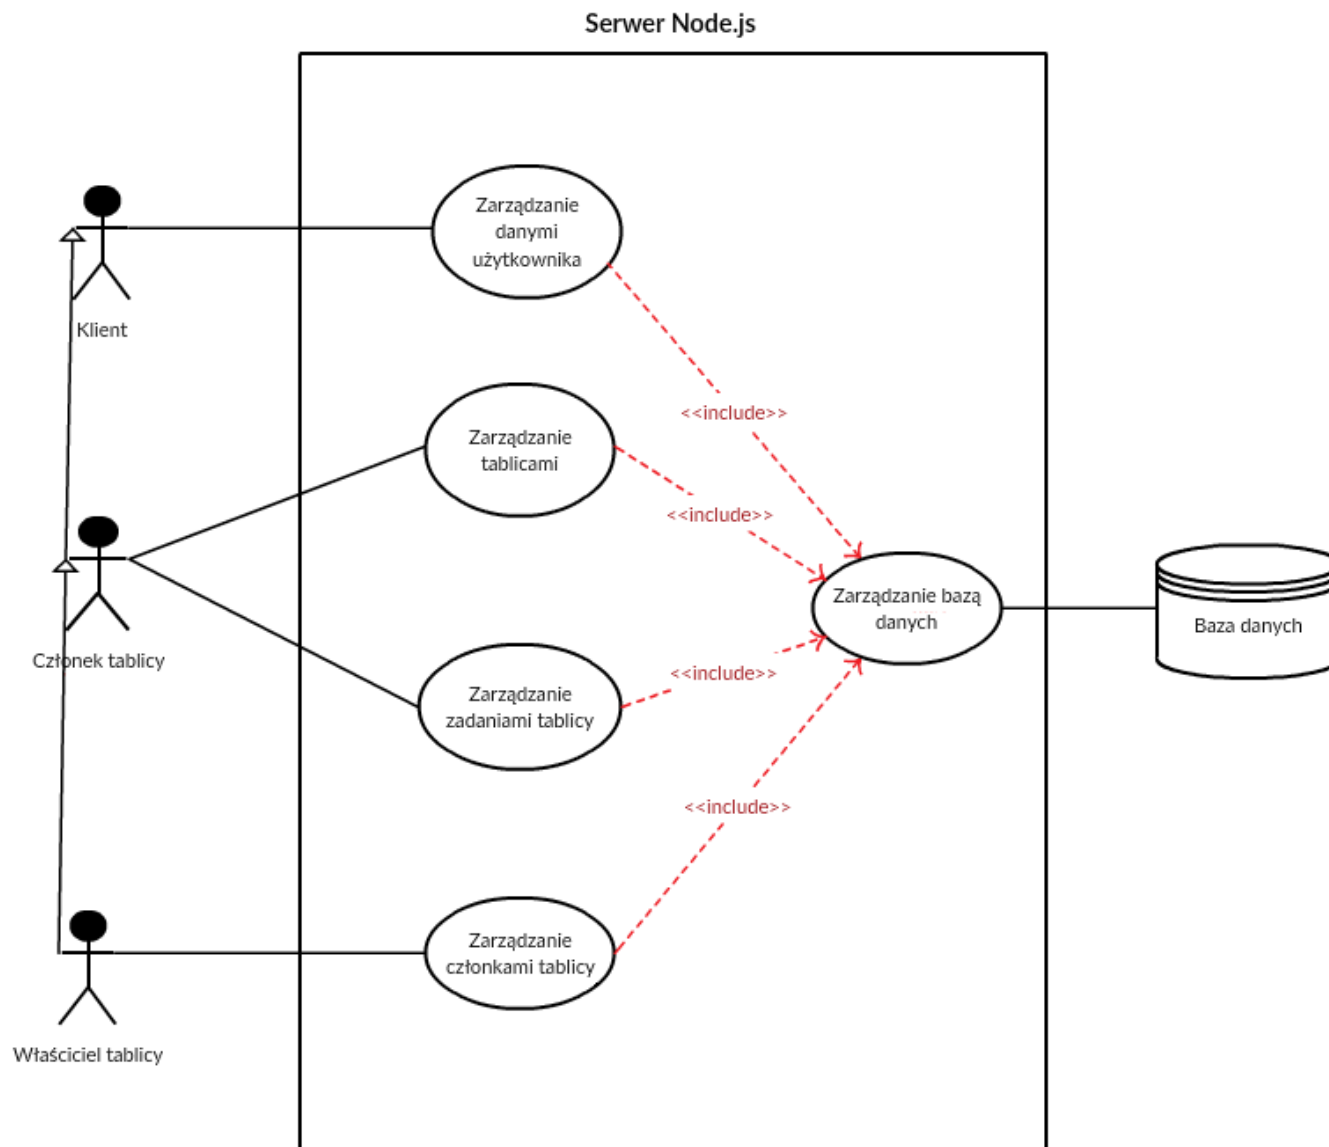 Serwer Node.js
Zarządzanie
danymi
użytkownika
Klient
<<include>>
Zarządzanie
tablicami
<<include>>
Członek tablicy
Zarządzanie bazą
danych
Baza danych
Zarządzanie
zadaniami tablicy
<<include>>
<<include>>
Zarządzanie
członkami tablicy
Właściciel tablicy